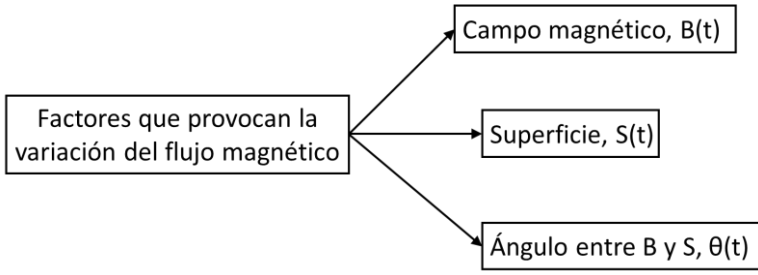 Campo magnético, B(t)
Factores que provocan la
variación del flujo magnético
Superficie, S(t)
Ángulo entre B y S, θ(t)